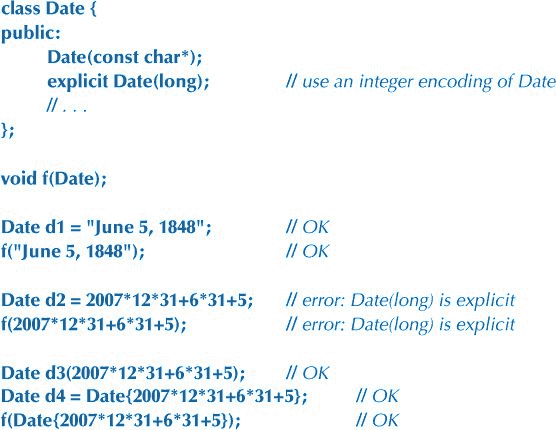 class Date {
public:
Date(const char*);
explicit Date(long); // use an integer encoding of Date
// . . .
};
void f(Date);
Date d1 = "June 5, 1848"; // OK
f("June 5, 1848"); // OK
Date d2 = 2007*12*31+6*31+5; // error: Date(long) is explicit
f(2007*12*31+6*31+5); // error: Date(long) is explicit
Date d3(2007*12*31+6*31+5); // OK
Date d4 = Date{2007*12*31+6*31+5}; // OK
f(Date{2007*12*31+6*31+5}); // OK